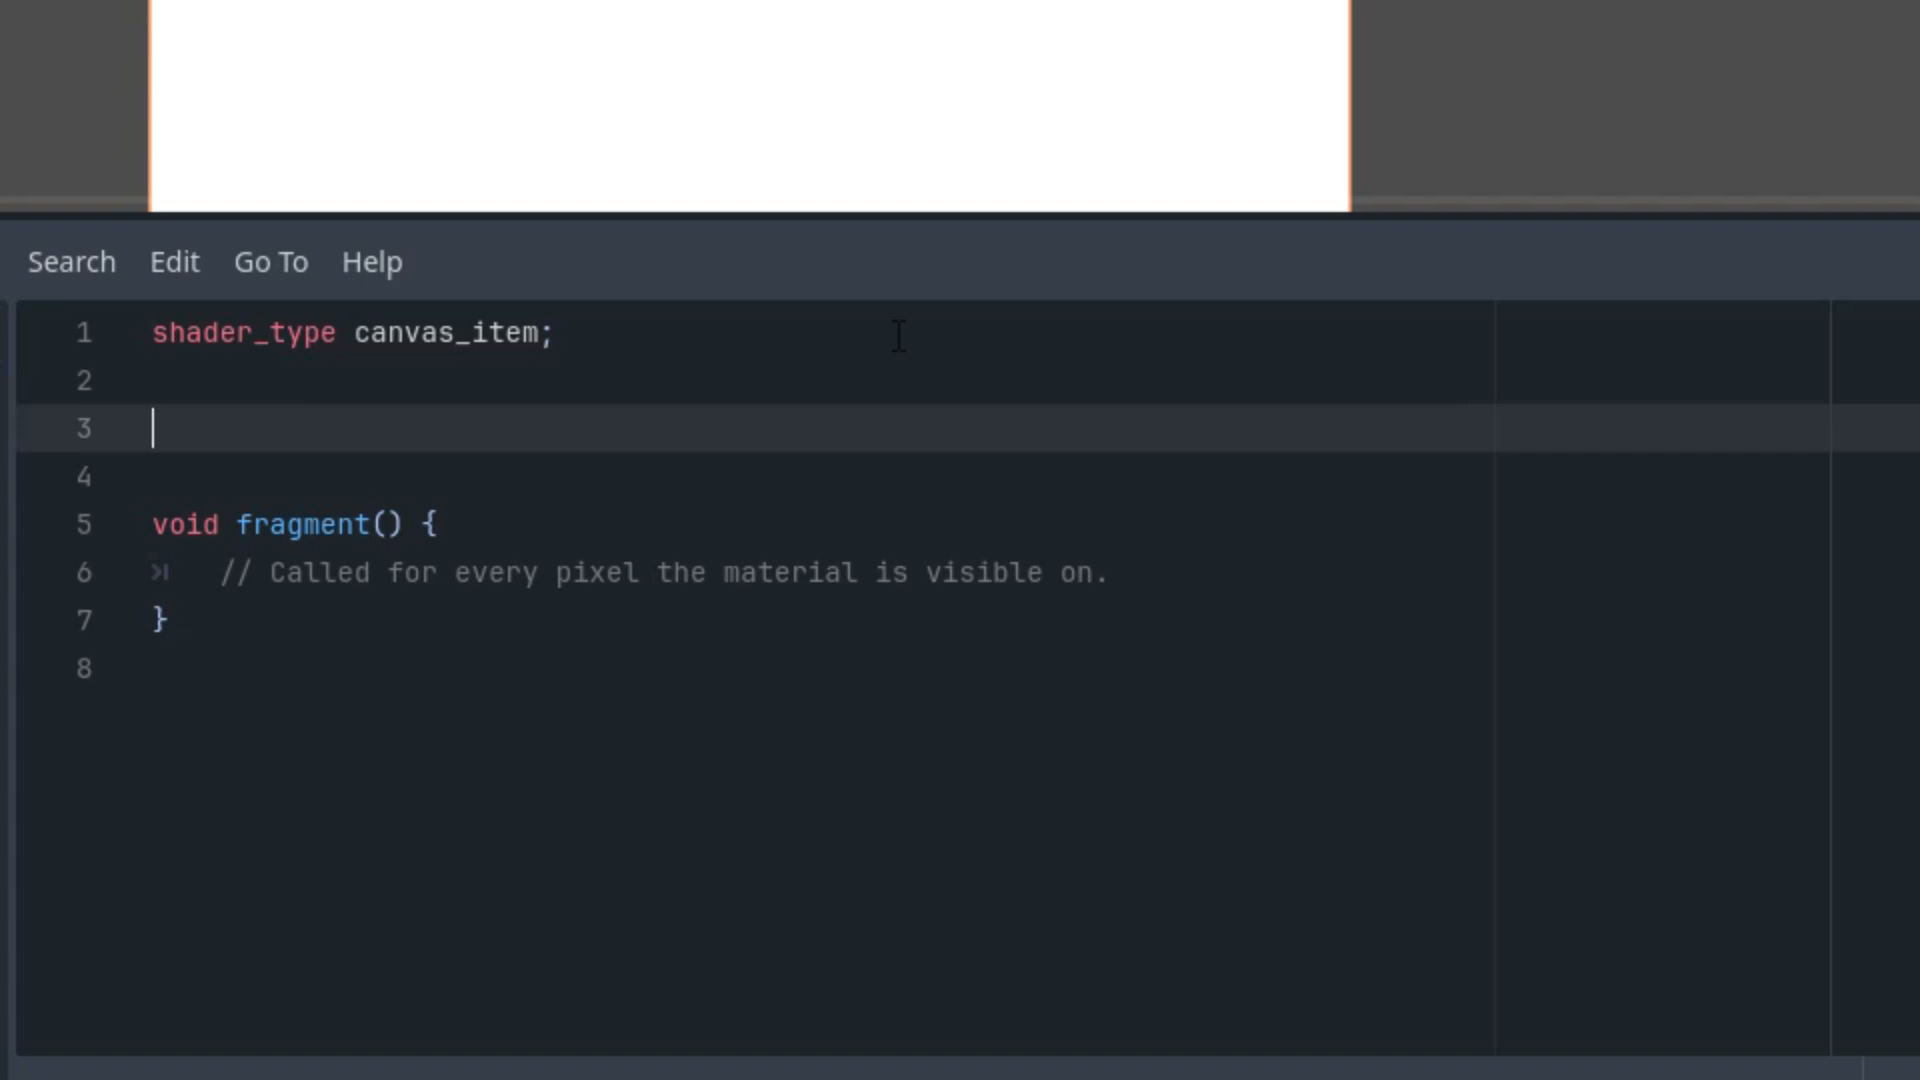 Search Edit Go To Help
1 shader_type canvas_item;
2
3
4
5 void fragment() {
6 // Called for every pixel the material is visible on.
7 }
8